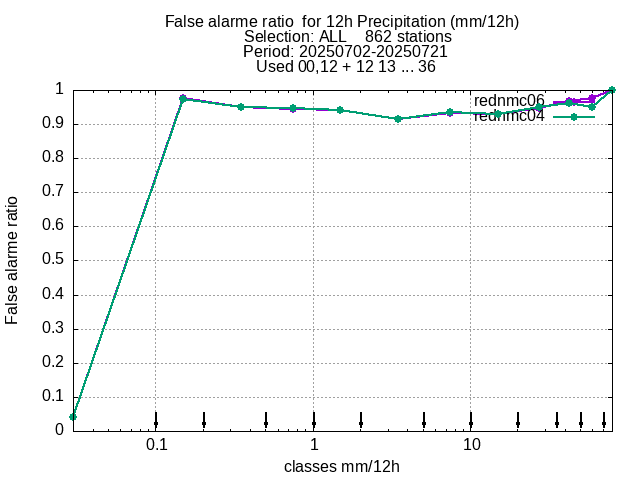 False alarme ratio  for 12h Precipitation (mm/12h)
Selection: ALL    862 stations
Period: 20250702-20250721
Used 00,12 + 12 13 ... 36
rednmc06
rednmc04
1
0.9
0.8
0.7
0.6
0.5
0.4
0.3
0.2
0.1
0
False alarme ratio
0.1 1 10
classes mm/12h